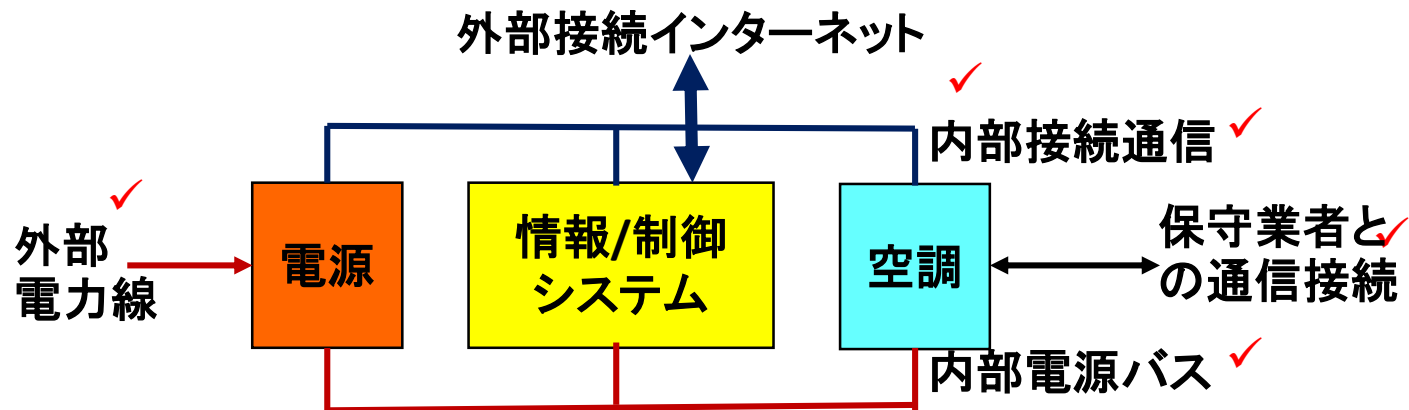 外部接続インターネット
内部接続通信
外部
電力線
電源
情報/制御
システム
空調
保守業者と
の通信接続
内部電源バス